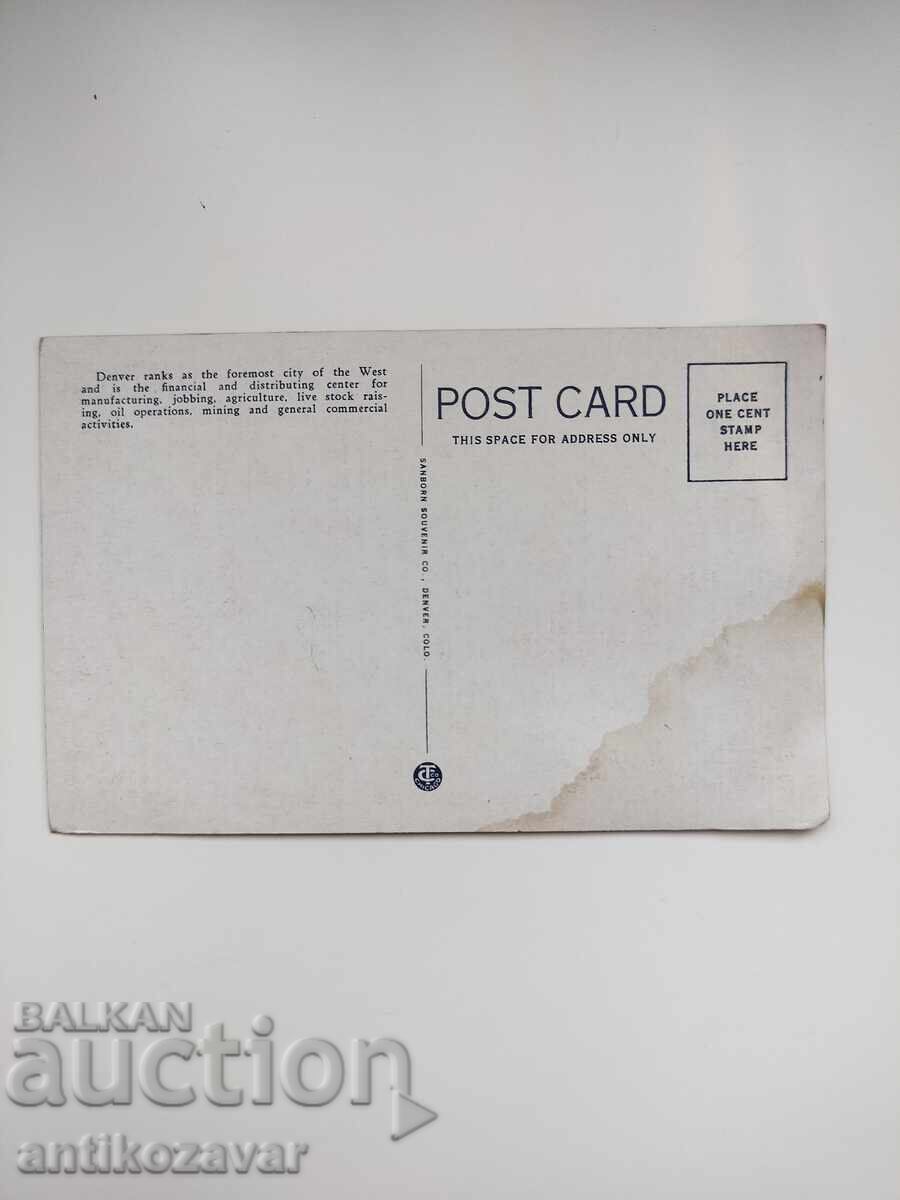 Denver ranks as the foremost city of the West
and is the financial and distributing center for
manufacturing, jobbing, agriculture, live stock rais-
ing, oil operations, mining and general commercial
activities.
POST CARD
THIS SPACE FOR ADDRESS ONLY
PLACE
ONE CENT
STAMP
HERE
SANBORN SOUVENIR CO., DENVER, COLO.
CT CO
CHICAGO
BALKAN
auction
antikozavar